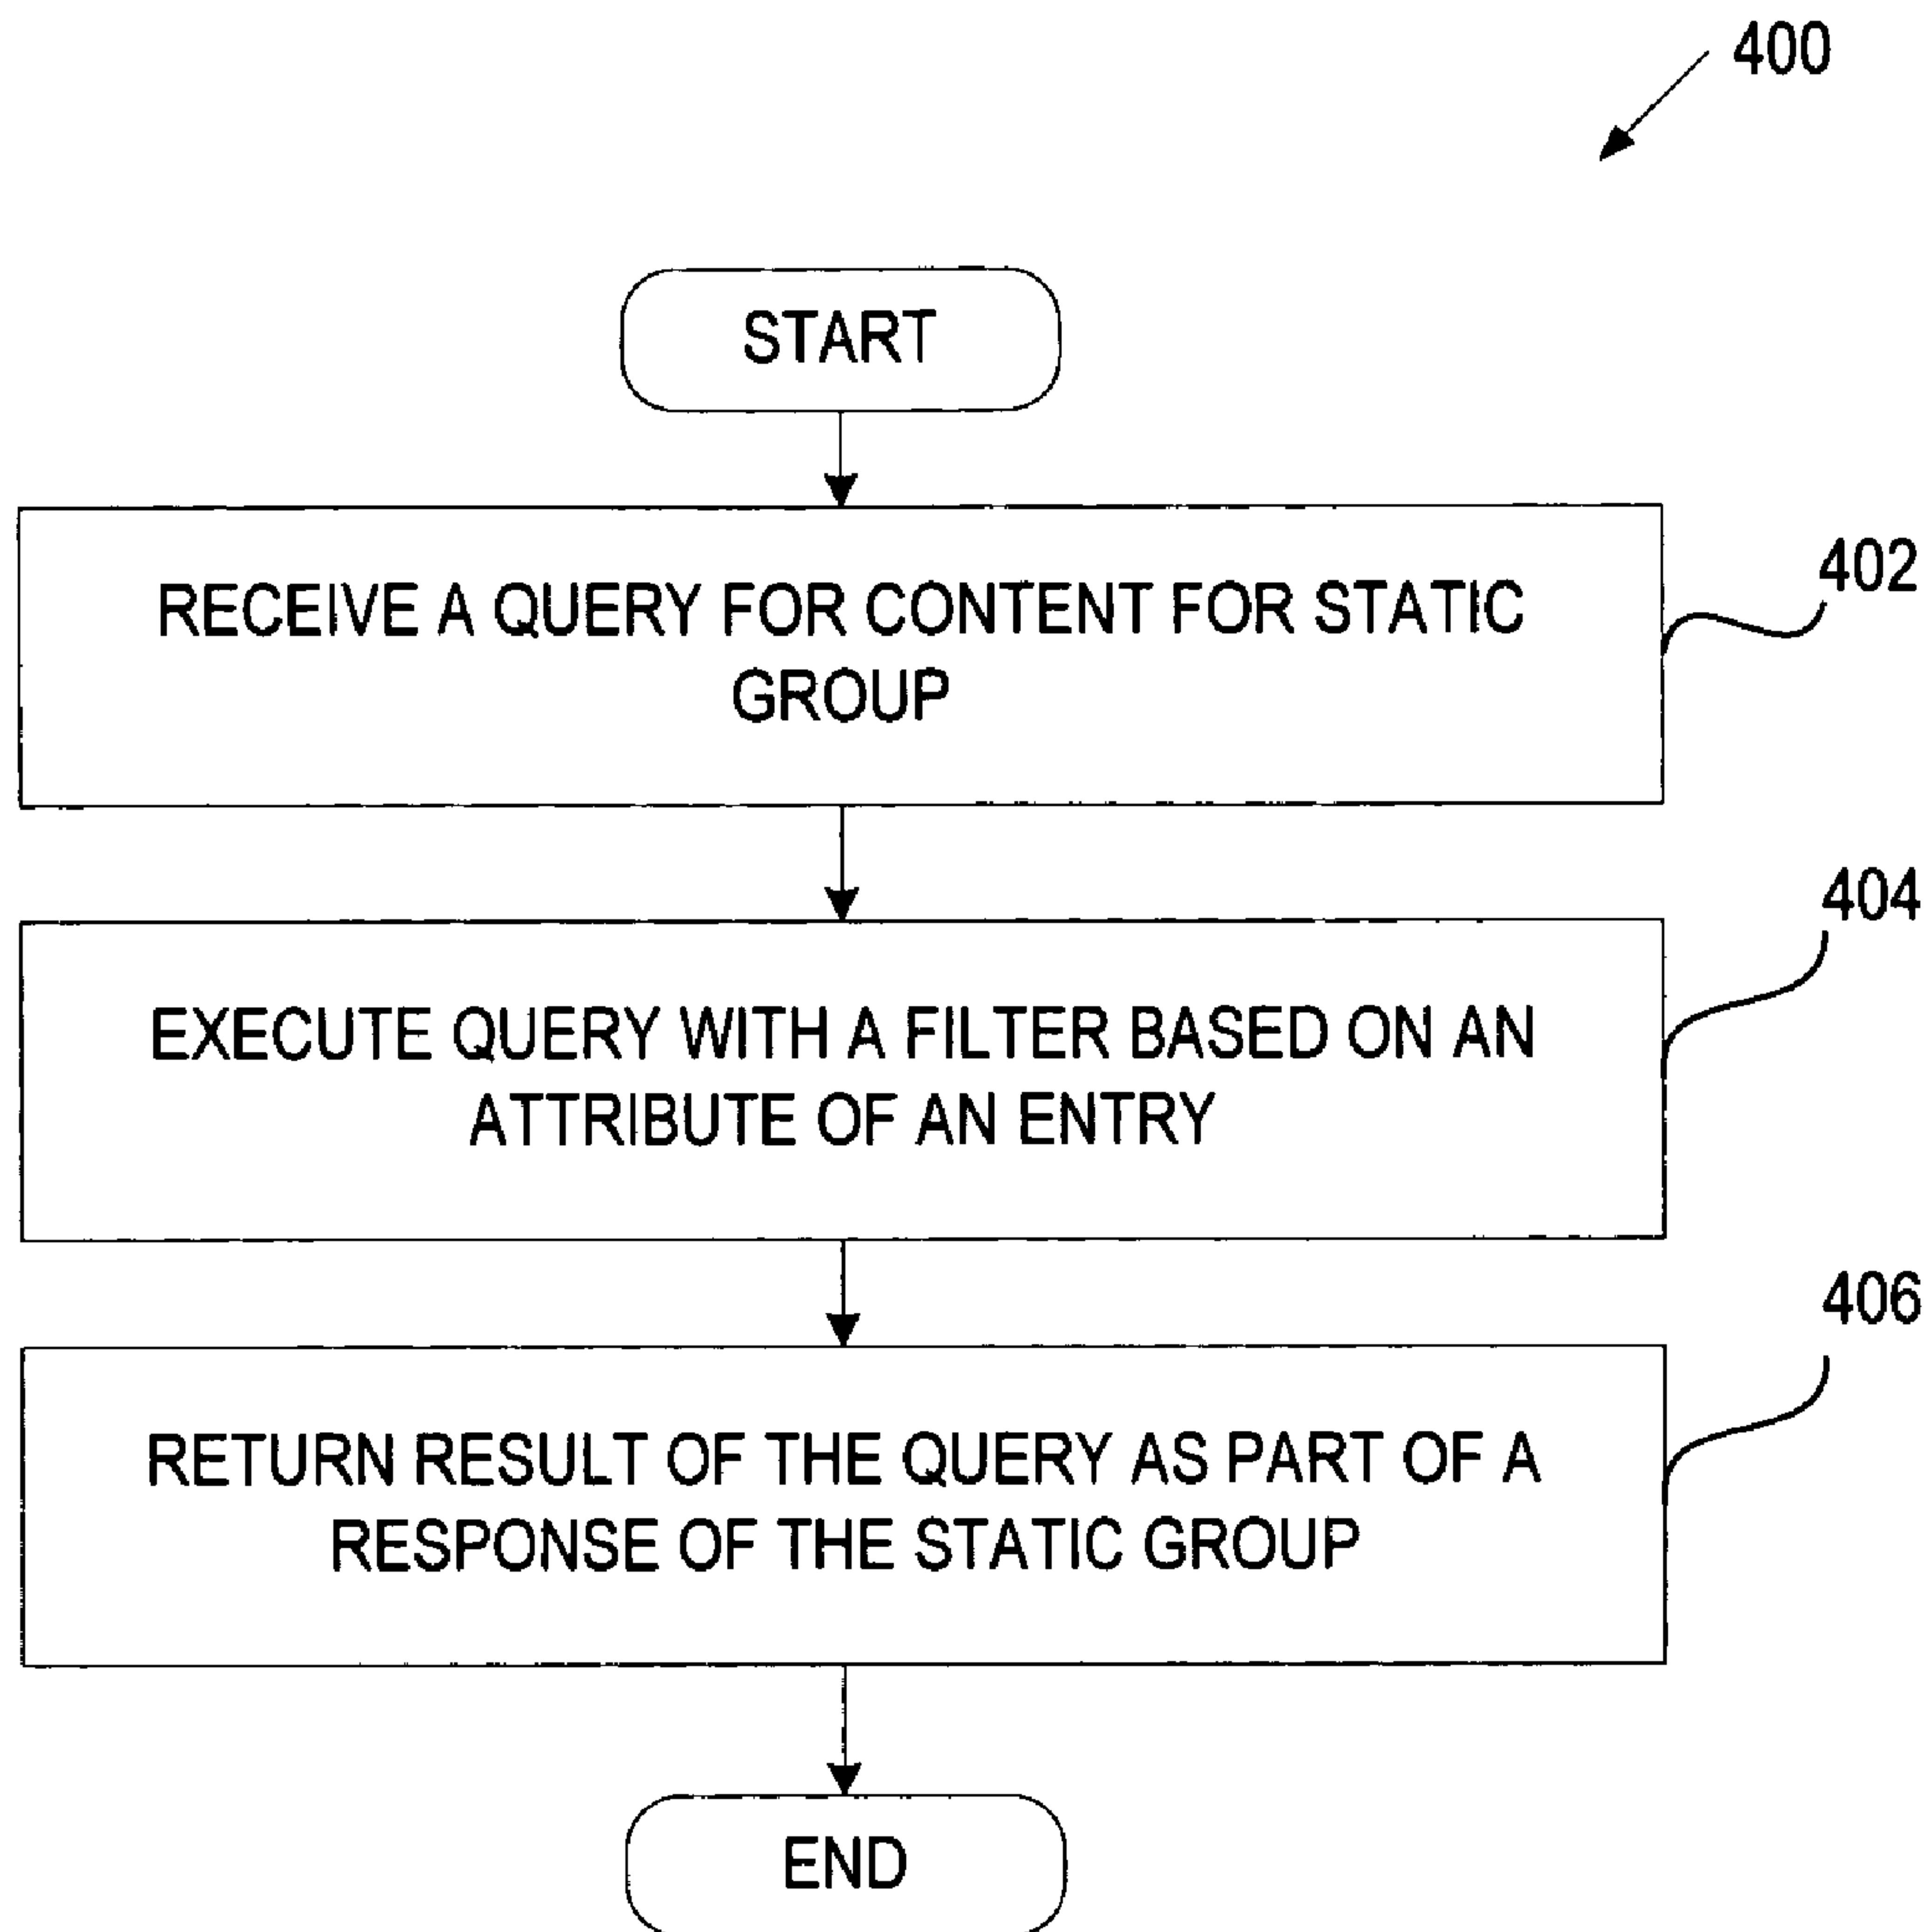 400
START
RECEIVE A QUERY FOR CONTENT FOR STATIC
GROUP
402
EXECUTE QUERY WITH A FILTER BASED ON AN
ATTRIBUTE OF AN ENTRY
404
RETURN RESULT OF THE QUERY AS PART OF A
RESPONSE OF THE STATIC GROUP
406
END